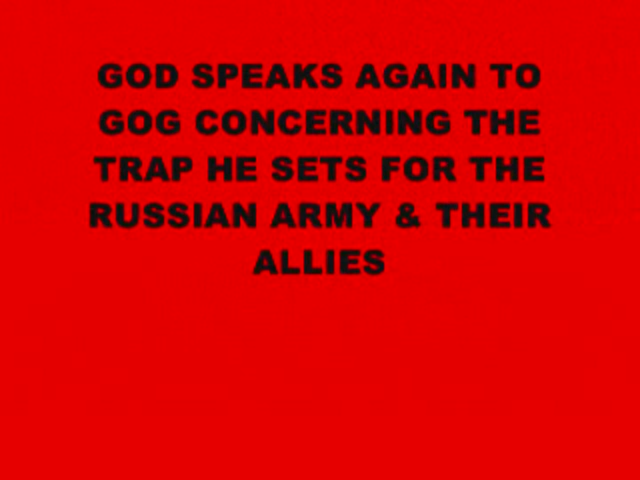 GOD SPEAKS AGAIN TO
GOG CONCERNING THE
TRAP HE SETS FOR THE
RUSSIAN ARMY & THEIR
ALLIES